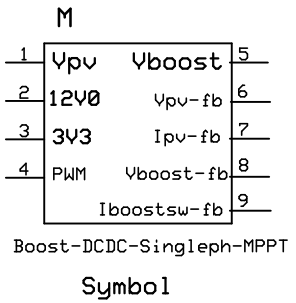 M
1 Vpv Vboost 5
2 12V0 Vpv-fb 6
3 3V3 Ipv-fb 7
4 PWM Vboost-fb 8
Iboostsw-fb 9
Boost-DCDC-Singleph-MPPT
Symbol